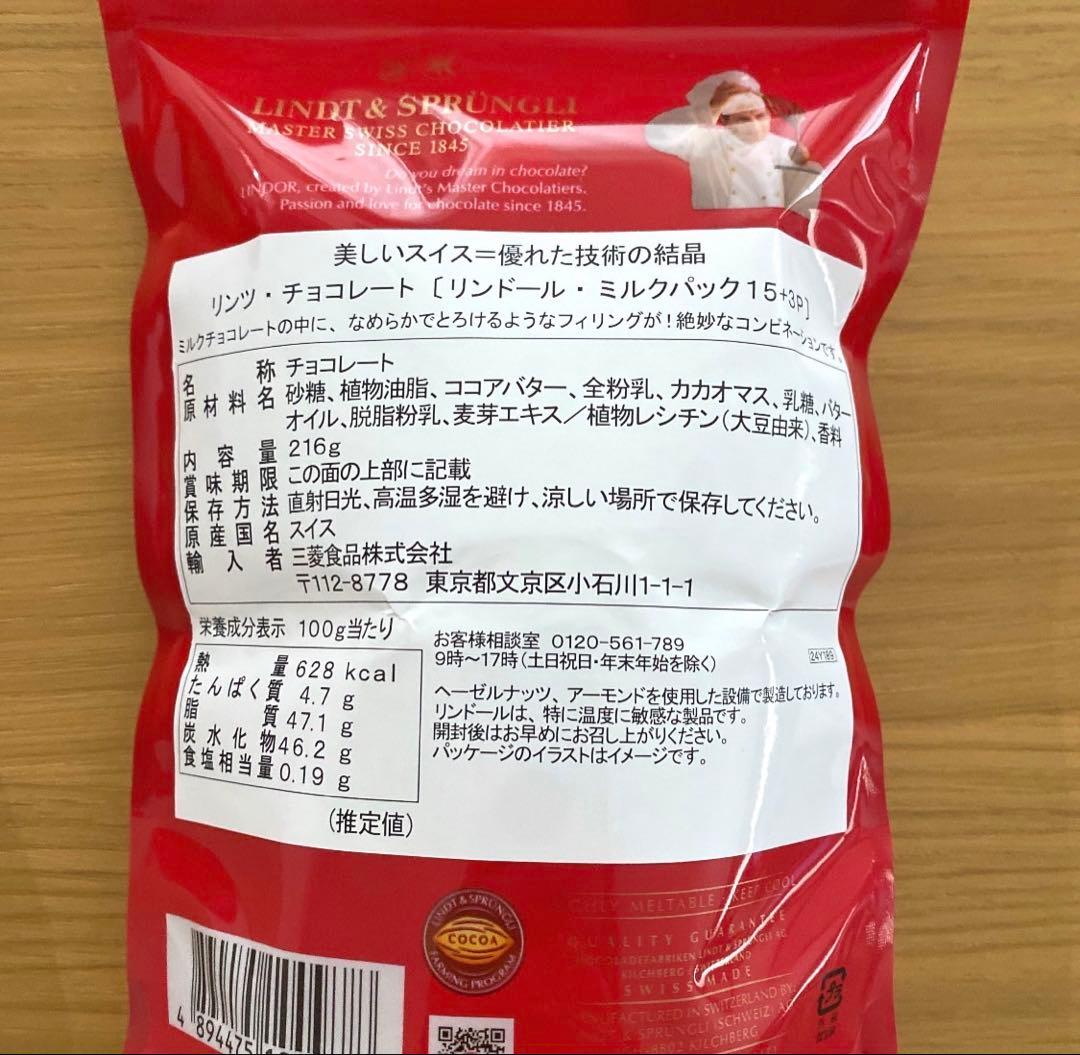 LINDT & SPRÜNGLI
MASTER SWISS CHOCOLATIER
SINCE 1845
Do you dream in chocolate?
LINDOR, created by Lindt's Master Chocolatiers.
Passion and love for chocolate since 1845.
美しいスイス=優れた技術の結晶
リンツ・チョコレート〔リンドール・ミルクパック15+3P〕
ミルクチョコレートの中に、なめらかでとろけるようなフィリングが!絶妙なコンビネーションです。
名称 チョコレート
原材料名 砂糖、植物油脂、ココアバター、全粉乳、カカオマス、乳糖、バター
オイル、脱脂粉乳、麦芽エキス/植物レシチン(大豆由来)、香料
内容量 216g
賞味期限 この面の上部に記載
保存方法 直射日光、高温多湿を避け、涼しい場所で保存してください。
原産国名 スイス
輸入者 三菱食品株式会社
〒112-8778 東京都文京区小石川1-1-1
栄養成分表示 100g当たり
熱量 628 kcal
たんぱく質 4.7 g
脂質 47.1 g
炭水化物 46.2 g
食塩相当量 0.19 g
(推定値)
お客様相談室 0120-561-789
9時〜17時(土日祝日・年末年始を除く)
24Y189
ヘーゼルナッツ、アーモンドを使用した設備で製造しております。
リンドールは、特に温度に敏感な製品です。
開封後はお早めにお召し上がりください。
パッケージのイラストはイメージです。
LINDT & SPRÜNGLI
COCOA
FARMING PROGRAM
MELTABLE KEEP COOL
QUALITY GUARANTEE
LINDT & SPRÜNGLI AG
KILCHBERG
SWISS MADE
IN SWITZERLAND BY:
& SPRÜNGLI (SCHWEIZ) AG
KILCHBERG
4 894475